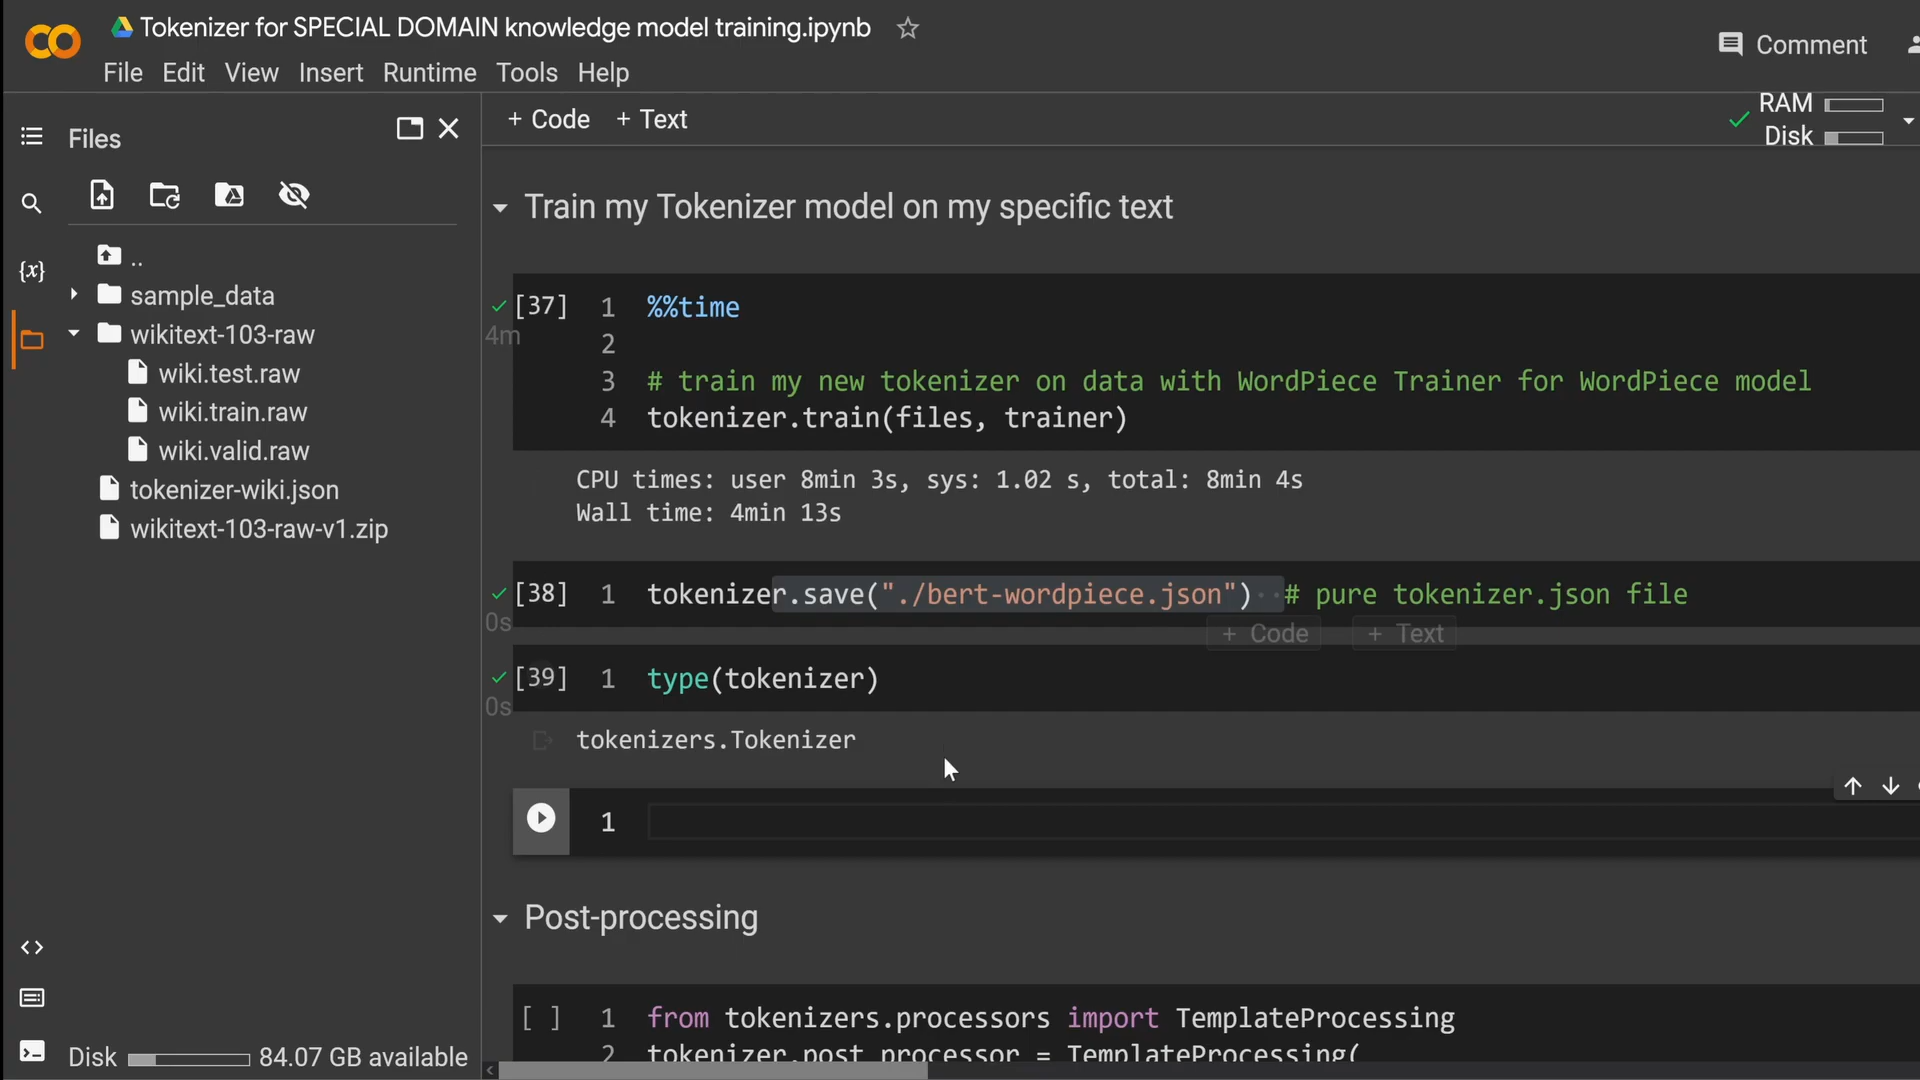 Tokenizer for SPECIAL DOMAIN knowledge model training.ipynb
File Edit View Insert Runtime Tools Help
Comment
+ Code + Text
RAM
Disk
Files
..
sample_data
wikitext-103-raw
wiki.test.raw
wiki.train.raw
wiki.valid.raw
tokenizer-wiki.json
wikitext-103-raw-v1.zip
{x}
Disk 84.07 GB available
Train my Tokenizer model on my specific text
[37] 1 %%time
4m
2
3 # train my new tokenizer on data with WordPiece Trainer for WordPiece model
4 tokenizer.train(files, trainer)
CPU times: user 8min 3s, sys: 1.02 s, total: 8min 4s
Wall time: 4min 13s
[38] 1 tokenizer.save("./bert-wordpiece.json") # pure tokenizer.json file
0s
+ Code + Text
[39] 1 type(tokenizer)
0s
tokenizers.Tokenizer
1
Post-processing
[ ] 1 from tokenizers.processors import TemplateProcessing
2 tokenizer.post_processor = TemplateProcessing(